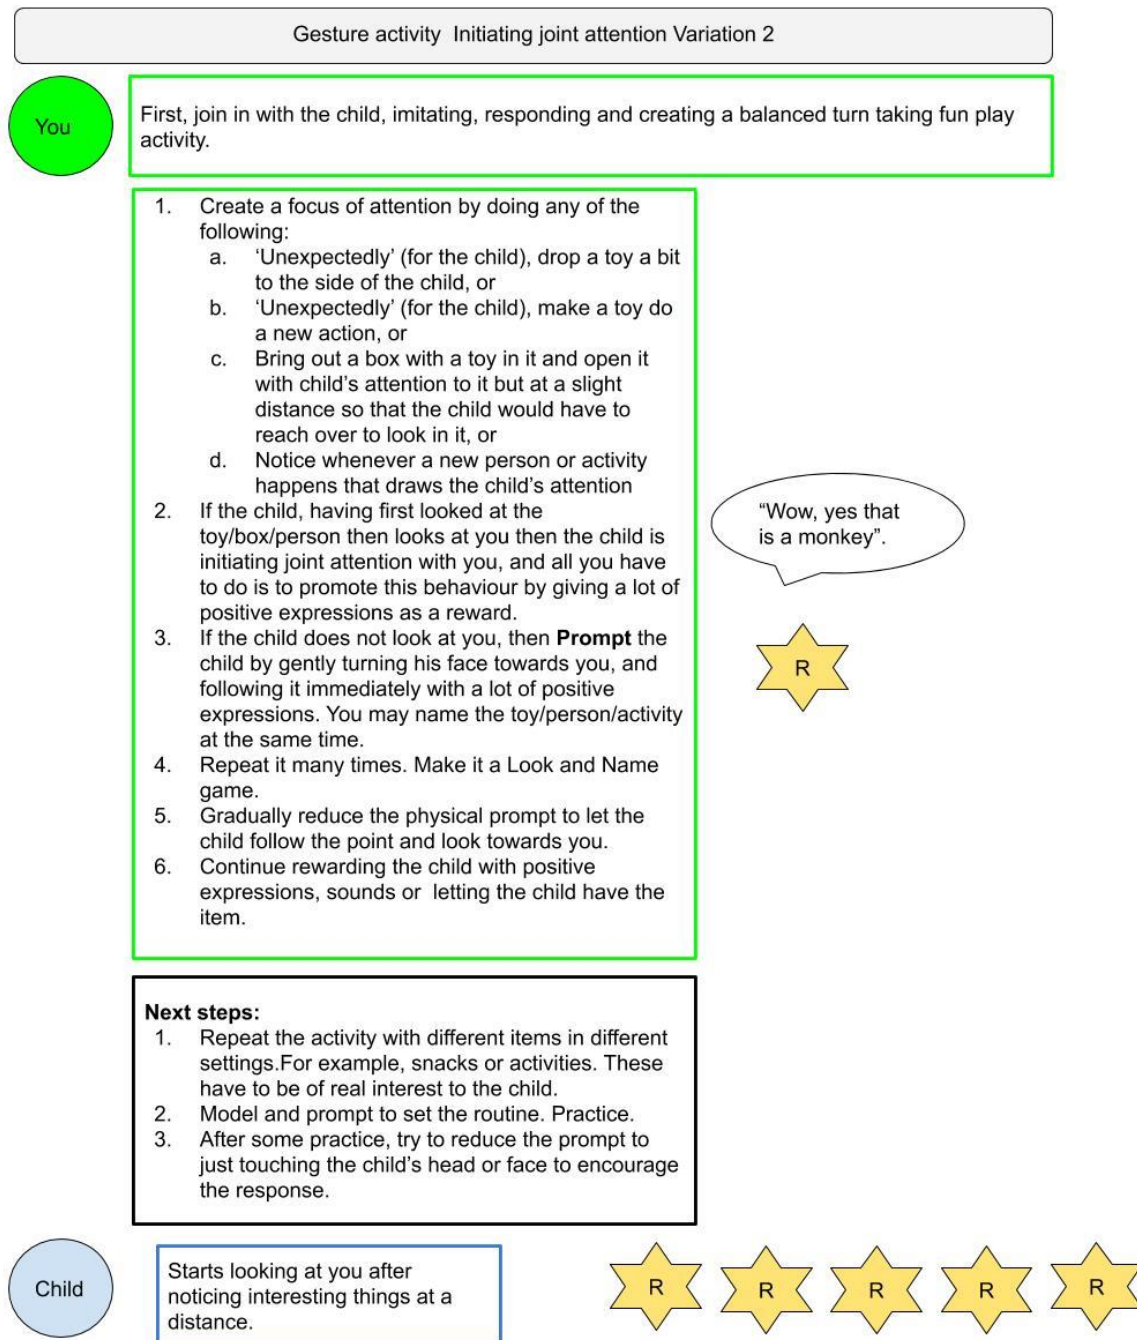 Gesture activity  Initiating joint attention Variation 2
You
First, join in with the child, imitating, responding and creating a balanced turn taking fun play
activity.
1. Create a focus of attention by doing any of the
following:
a. ‘Unexpectedly’ (for the child), drop a toy a bit
to the side of the child, or
b. ‘Unexpectedly’ (for the child), make a toy do
a new action, or
c. Bring out a box with a toy in it and open it
with child’s attention to it but at a slight
distance so that the child would have to
reach over to look in it, or
d. Notice whenever a new person or activity
happens that draws the child’s attention
2. If the child, having first looked at the
toy/box/person then looks at you then the child is
initiating joint attention with you, and all you have
to do is to promote this behaviour by giving a lot of
positive expressions as a reward.
3. If the child does not look at you, then Prompt the
child by gently turning his face towards you, and
following it immediately with a lot of positive
expressions. You may name the toy/person/activity
at the same time.
4. Repeat it many times. Make it a Look and Name
game.
5. Gradually reduce the physical prompt to let the
child follow the point and look towards you.
6. Continue rewarding the child with positive
expressions, sounds or  letting the child have the
item.
“Wow, yes that
is a monkey”.
R
Next steps:
1. Repeat the activity with different items in different
settings.For example, snacks or activities. These
have to be of real interest to the child.
2. Model and prompt to set the routine. Practice.
3. After some practice, try to reduce the prompt to
just touching the child’s head or face to encourage
the response.
Child
Starts looking at you after
noticing interesting things at a
distance.
R R R R R